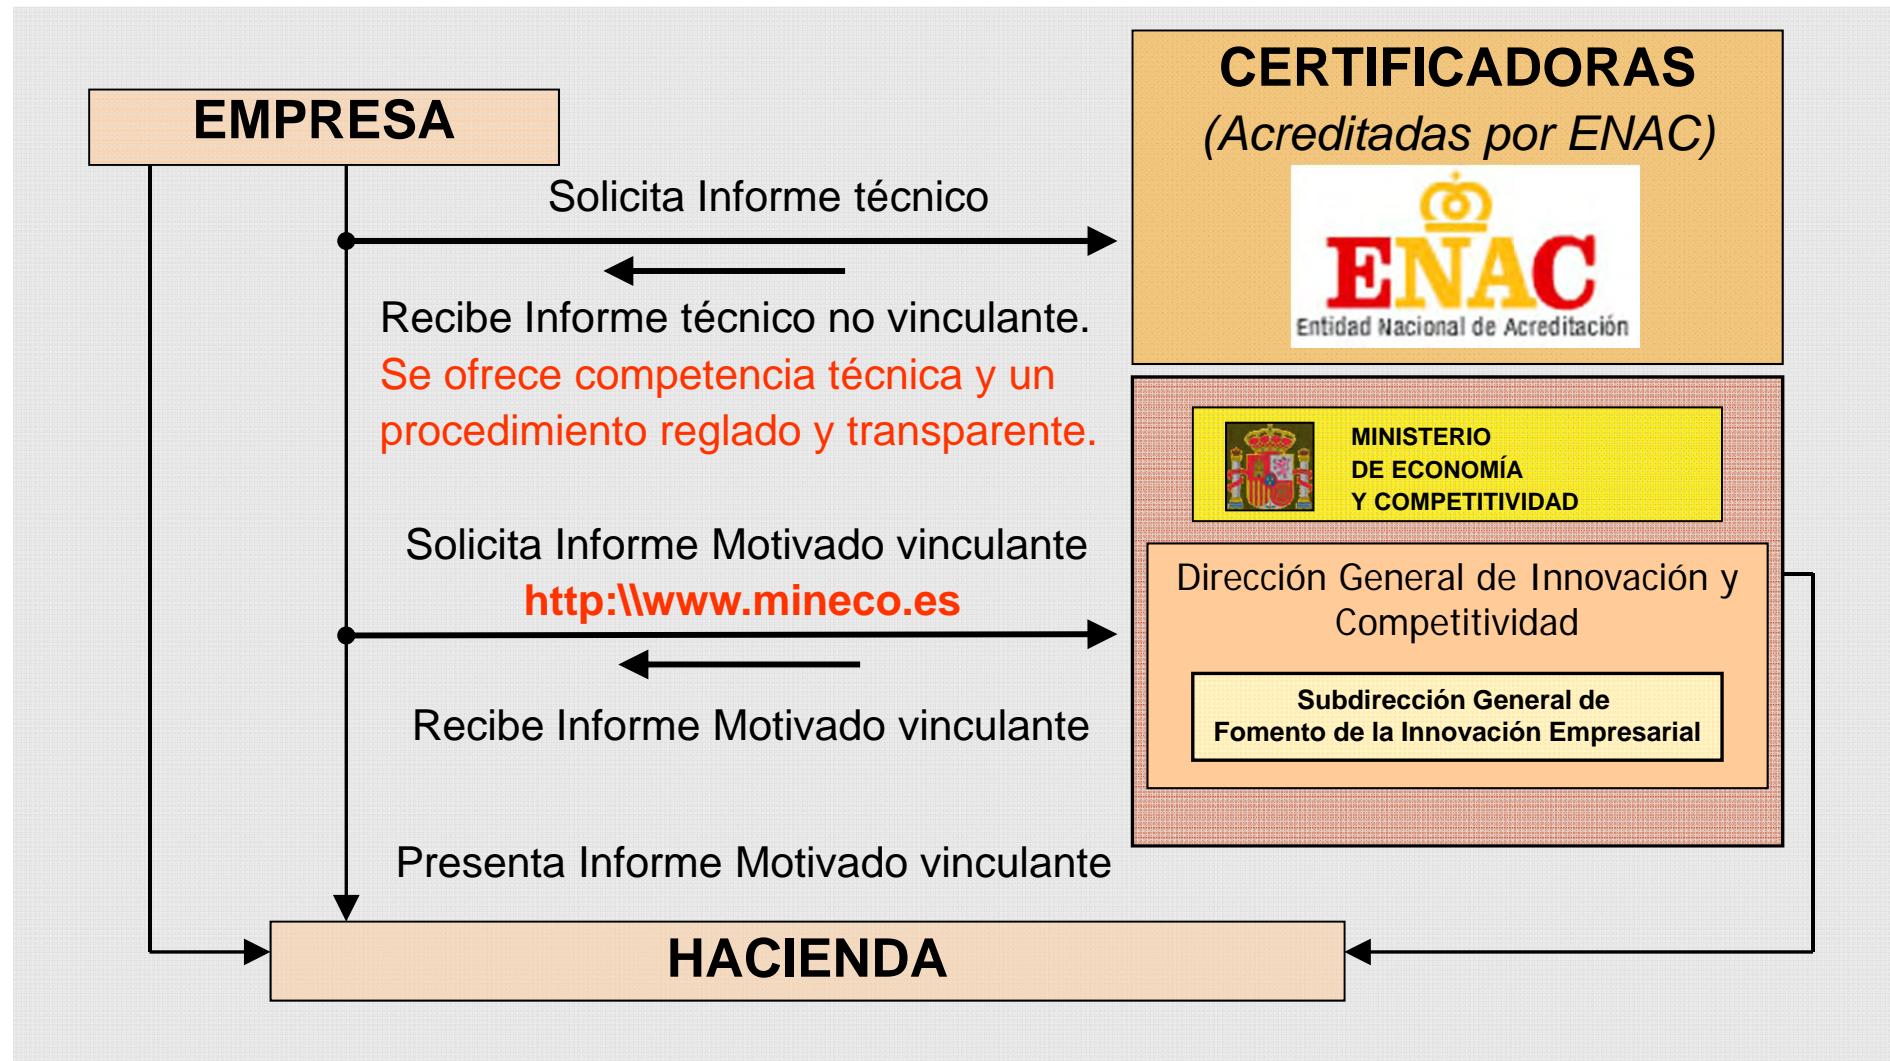 EMPRESA
CERTIFICADORAS
(Acreditadas por ENAC)
ENAC
Entidad Nacional de Acreditación
Solicita Informe técnico
Recibe Informe técnico no vinculante.
Se ofrece competencia técnica y un
procedimiento reglado y transparente.
MINISTERIO
DE ECONOMÍA
Y COMPETITIVIDAD
Solicita Informe Motivado vinculante
http:\\www.mineco.es
Dirección General de Innovación y
Competitividad
Subdirección General de
Fomento de la Innovación Empresarial
Recibe Informe Motivado vinculante
Presenta Informe Motivado vinculante
HACIENDA